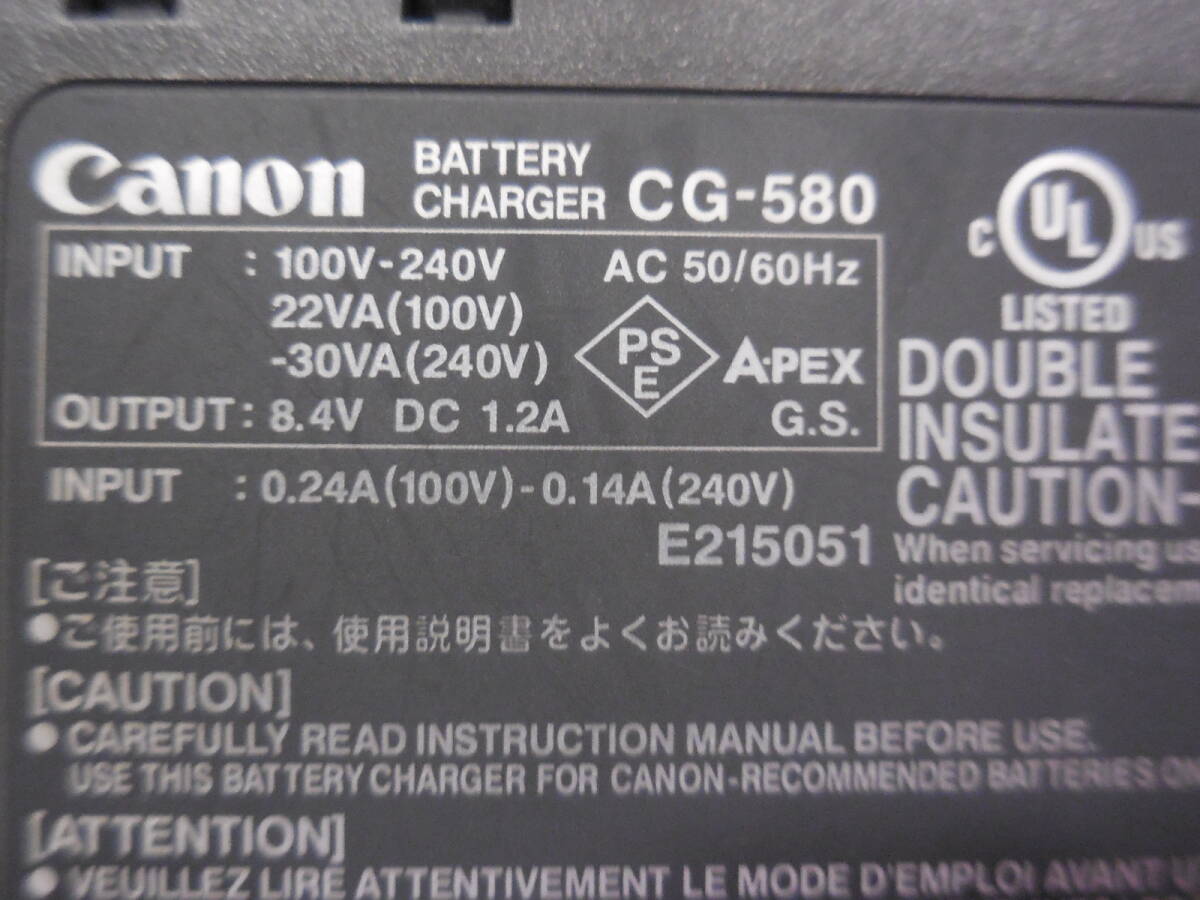 Canon BATTERY CHARGER CG-580
INPUT : 100V-240V AC 50/60Hz
22VA(100V)
-30VA(240V)
OUTPUT : 8.4V DC 1.2A
PS
E
A·PEX
G.S.
INPUT : 0.24A(100V)-0.14A(240V)
E215051
C UL US
LISTED
DOUBLE
INSULATE
CAUTION-
When servicing us
identical replacem
[ご注意]
●ご使用前には、使用説明書をよくお読みください。
[CAUTION]
● CAREFULLY READ INSTRUCTION MANUAL BEFORE USE.
USE THIS BATTERY CHARGER FOR CANON-RECOMMENDED BATTERIES ON
[ATTENTION]
● VEUILLEZ LIRE ATTENTIVEMENT LE MODE D'EMPLOI AVANT U